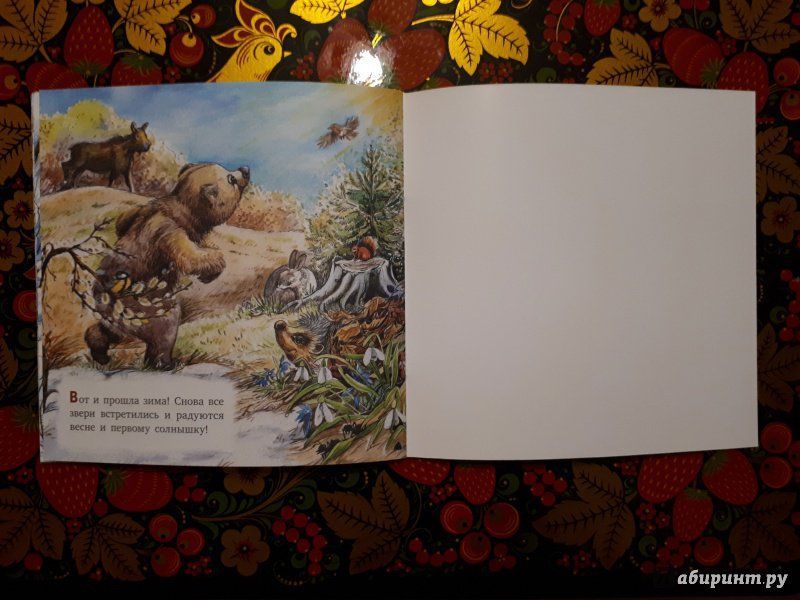 Вот и прошла зима! Снова все
звери встретились и радуются
весне и первому солнышку!
абиринт.ру